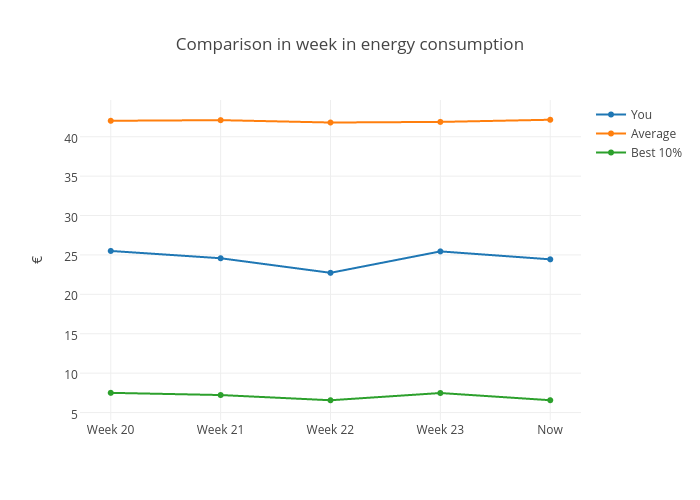 Comparison in week in energy consumption
You
Average
Best 10%
€
40
35
30
25
20
15
10
5
Week 20
Week 21
Week 22
Week 23
Now